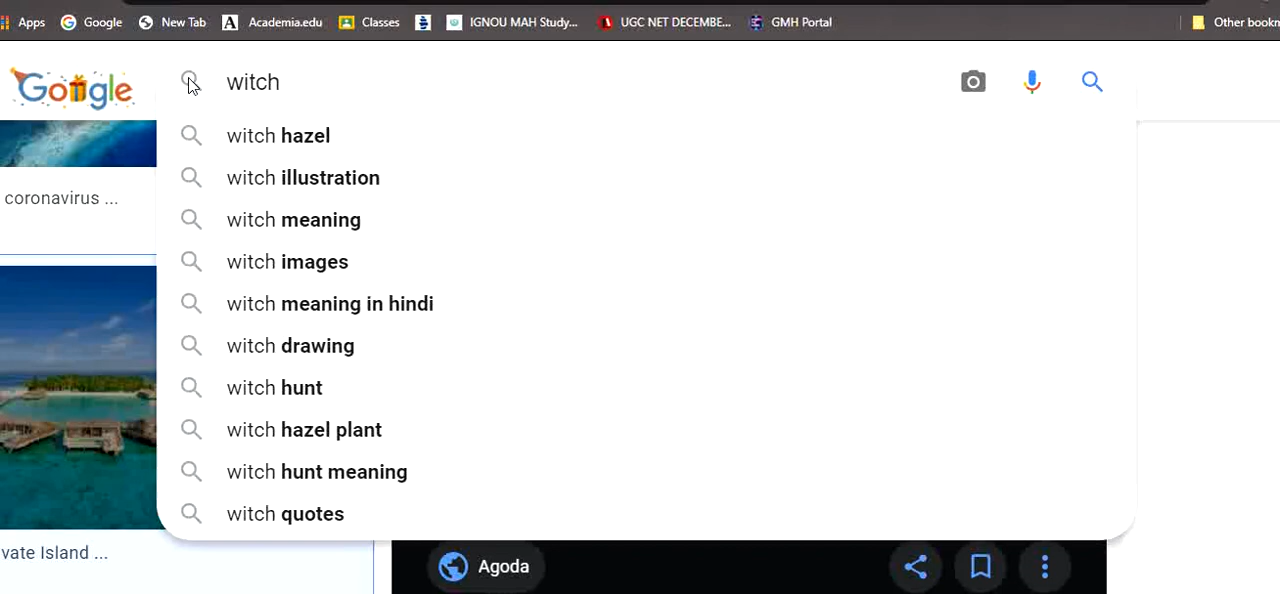 Apps Google New Tab A Academia.edu Classes IGNOU MAH Study... UGC NET DECEMBE... GMH Portal Other bookm
Google witch
witch hazel
witch illustration
witch meaning
witch images
witch meaning in hindi
witch drawing
witch hunt
witch hazel plant
witch hunt meaning
witch quotes
coronavirus ...
vate Island ...
Agoda